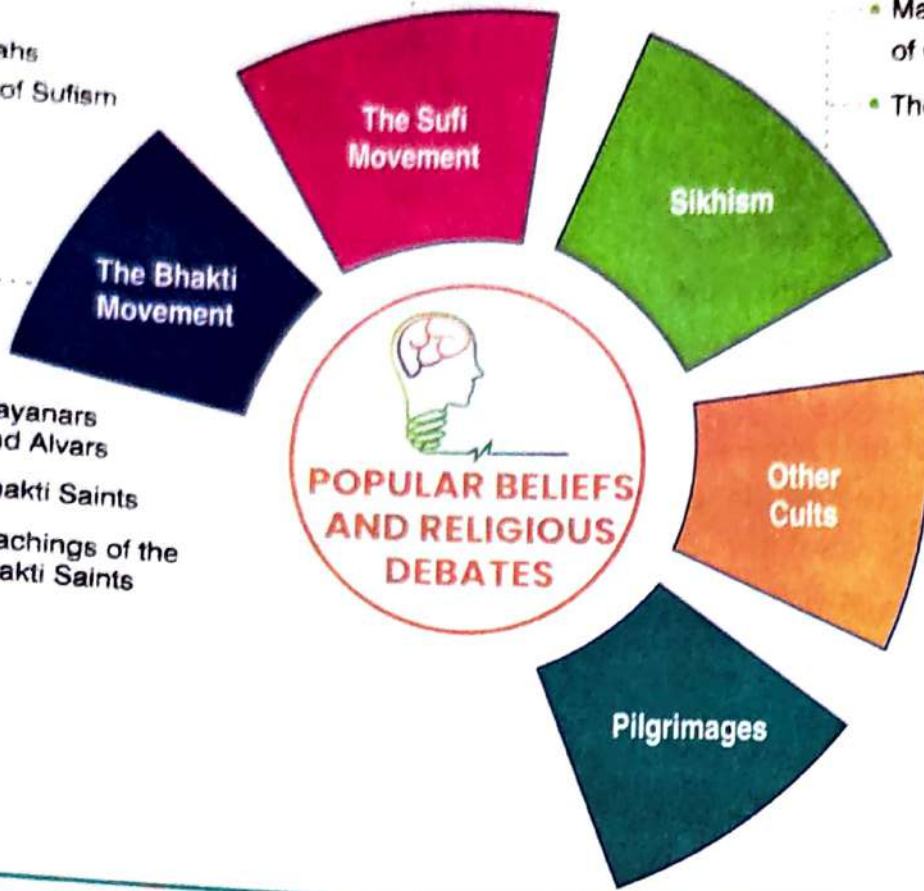 ahs
of Sufism
The Sufi
Movement
Ma
of
Th
Sikhism
The Bhakti
Movement
ayanars
d Alvars
akti Saints
achings of the
akti Saints
POPULAR BELIEFS
AND RELIGIOUS
DEBATES
Other
Cults
Pilgrimages